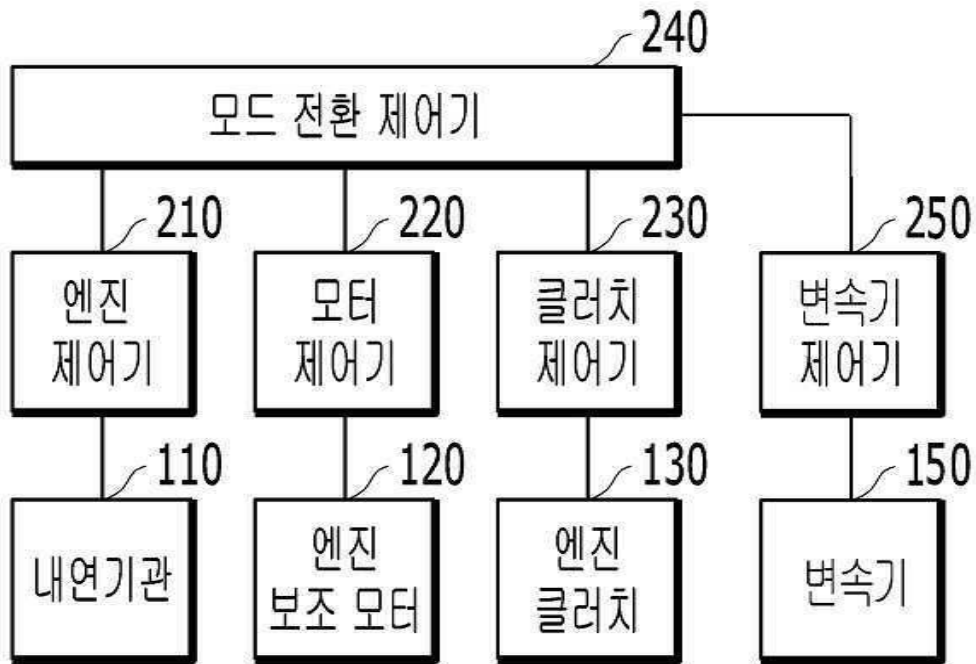 240
모드 전환 제어기
210
220
230
250
엔진
제어기
모터
제어기
클러치
제어기
변속기
제어기
110
120
130
150
내연기관
엔진
보조 모터
엔진
클러치
변속기